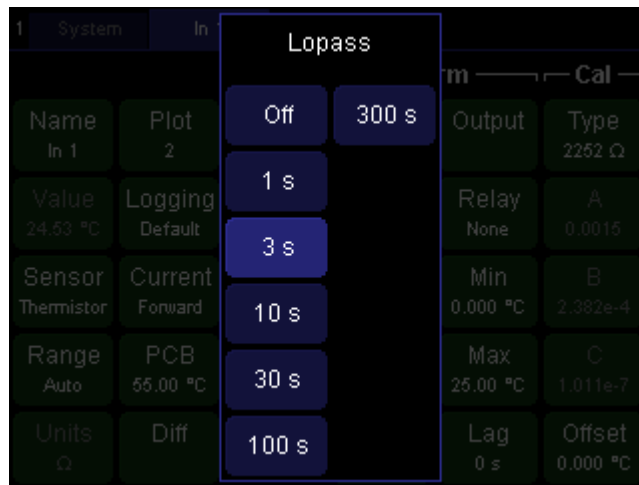 1 System In 1
Lopass
rm Cal
Off 300 s
1 s
3 s
10 s
30 s
100 s
Name
In 1
Plot
2
Output
Type
2252 Ω
Value
24.53 °C
Logging
Default
Relay
None
A
0.0015
Sensor
Thermistor
Current
Forward
Min
0.000 °C
B
2.382e-4
Range
Auto
PCB
55.00 °C
Max
25.00 °C
C
1.011e-7
Units
Ω
Diff
Lag
0 s
Offset
0.000 °C